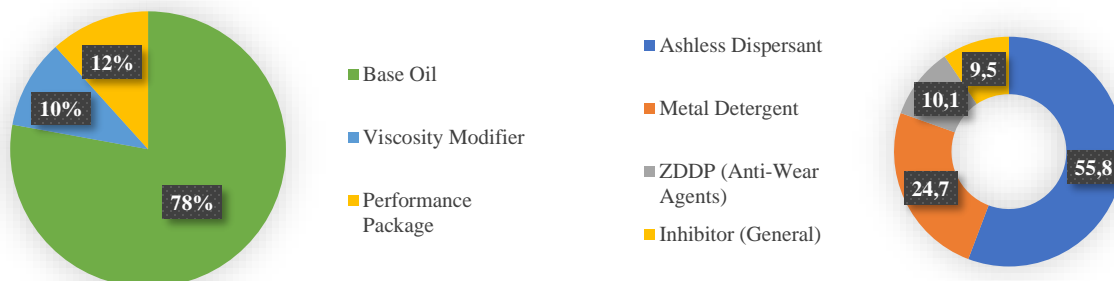 12%
10%
78%
Base Oil
Viscosity Modifier
Performance
Package
Ashless Dispersant
Metal Detergent
ZDDP (Anti-Wear
Agents)
Inhibitor (General)
9,5
10,1
24,7
55,8